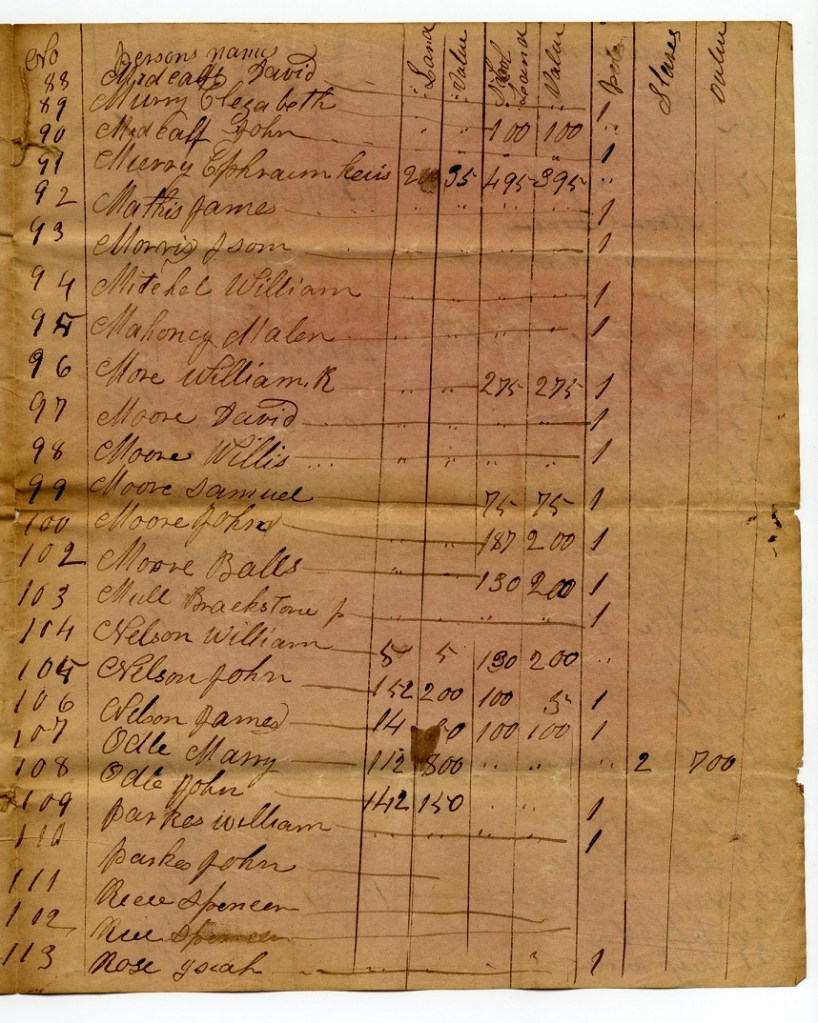 No persons name Land Value School Land Value Pole Slaves value
88 Medcalf David " " " " 1
89 Murry Elezabeth " " 100 100 "
90 Medcalf John " " " " 1
91 Murry Ephraim heirs 35 495 395 "
92 Mathis James " " " " 1
93 Morris Isom " " " " 1
94 Mitchel William " " " " 1
95 Mahoney Malen " " " " 1
96 More William. R " " 275 275 1
97 Moore David " " " " 1
98 Moore Willis " " " " 1
99 Moore Samuel 75 75 1
100 Moore John " " 187 200 1
102 Moore Balls " " 130 200
103 Mull Brackstone p " " " " 1
104 Nelson William 5 5 130 200 "
105 Nelson John 152 200 100 5 1
106 Nelson James 14 100 100 1
107 Odle Marry 112 800 " " " 2 700
108 Odle John 142 150 " " 1
109 Parkes William " " " " 1
110 Parkes John
111 Rice Spencer
102 Rice Spencer
113 Rose " 1